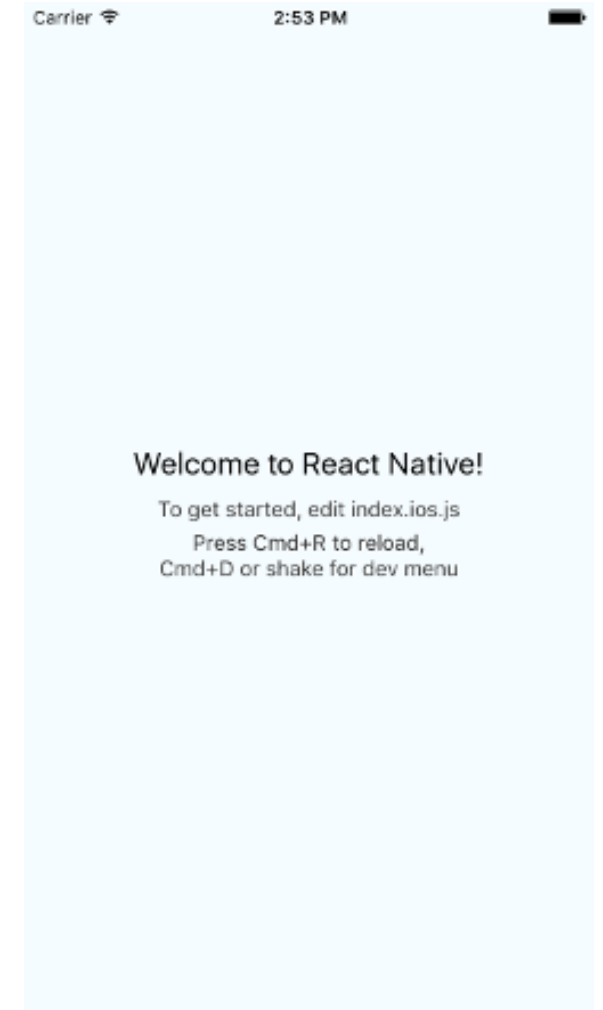 Carrier 2:53 PM
Welcome to React Native!
To get started, edit index.ios.js
Press Cmd+R to reload,
Cmd+D or shake for dev menu